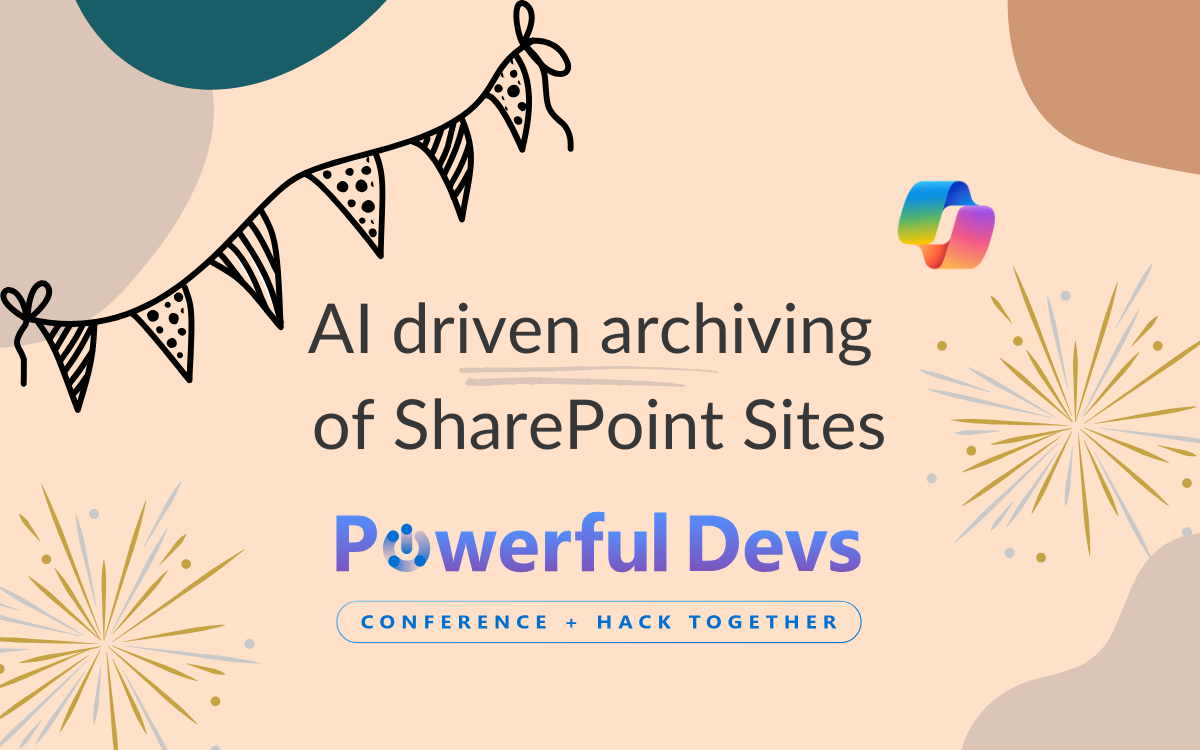 AI driven archiving
of SharePoint Sites
Powerful Devs
CONFERENCE + HACK TOGETHER